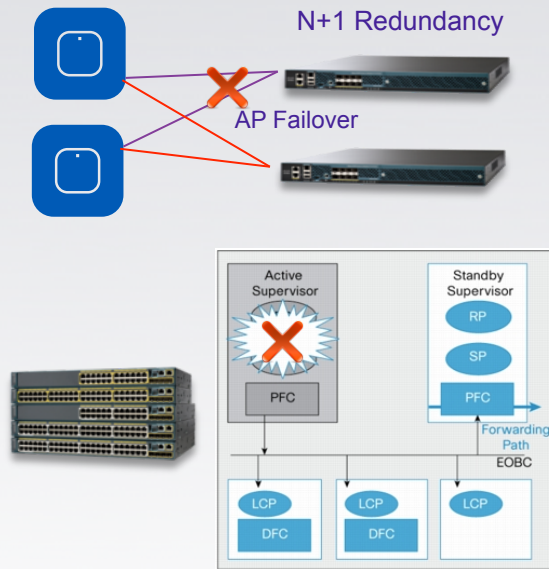 N+1 Redundancy
AP Failover
Active
Supervisor
PFC
Standby
Supervisor
RP
SP
PFC
Forwarding
Path
EOBC
LCP
DFC
LCP
DFC
LCP